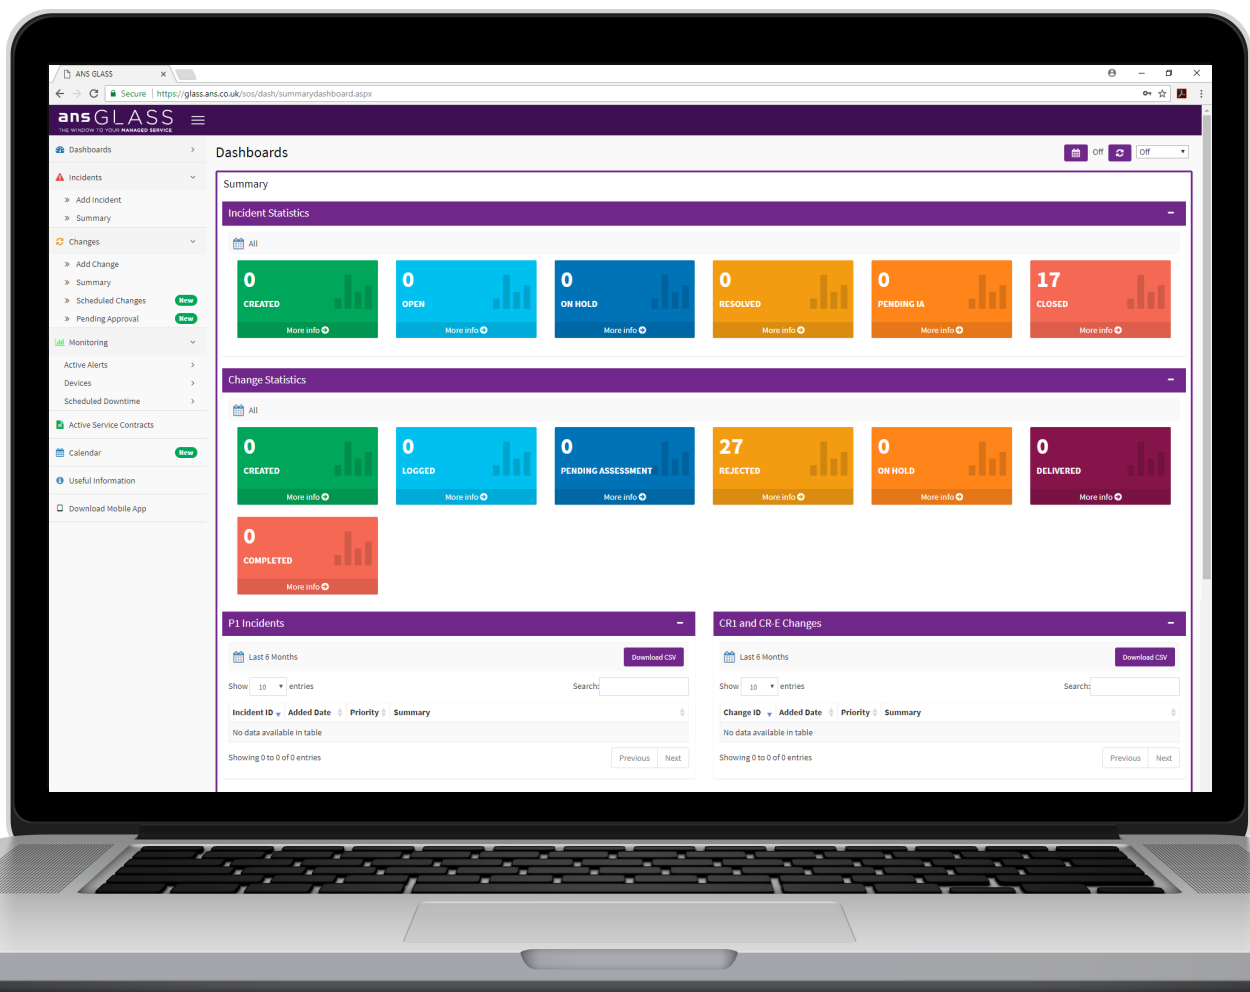 ANS GLASS
Secure https://glass.ans.co.uk/sos/dash/summarydashboard.aspx
ansGLASS
THE WINDOW TO YOUR MANAGED SERVICE
Dashboards
Incidents
Add Incident
Summary
Changes
Add Change
Summary
Scheduled Changes New
Pending Approval New
Monitoring
Active Alerts
Devices
Scheduled Downtime
Active Service Contracts
Calendar New
Useful Information
Download Mobile App
Dashboards
Off Off
Summary
Incident Statistics
All
0 0 0 0 0 17
CREATED OPEN ON HOLD RESOLVED PENDING IA CLOSED
More info More info More info More info More info More info
Change Statistics
All
0 0 0 27 0 0
CREATED LOGGED PENDING ASSESSMENT REJECTED ON HOLD DELIVERED
More info More info More info More info More info More info
0
COMPLETED
More Info
P1 Incidents
Last 6 Months Download CSV
Show 10 entries Search:
Incident ID Added Date Priority Summary
No data available in table
Showing 0 to 0 of 0 entries Previous Next
CR1 and CR-E Changes
Last 6 Months Download CSV
Show 10 entries Search:
Change ID Added Date Priority Summary
No data available in table
Showing 0 to 0 of 0 entries Previous Next